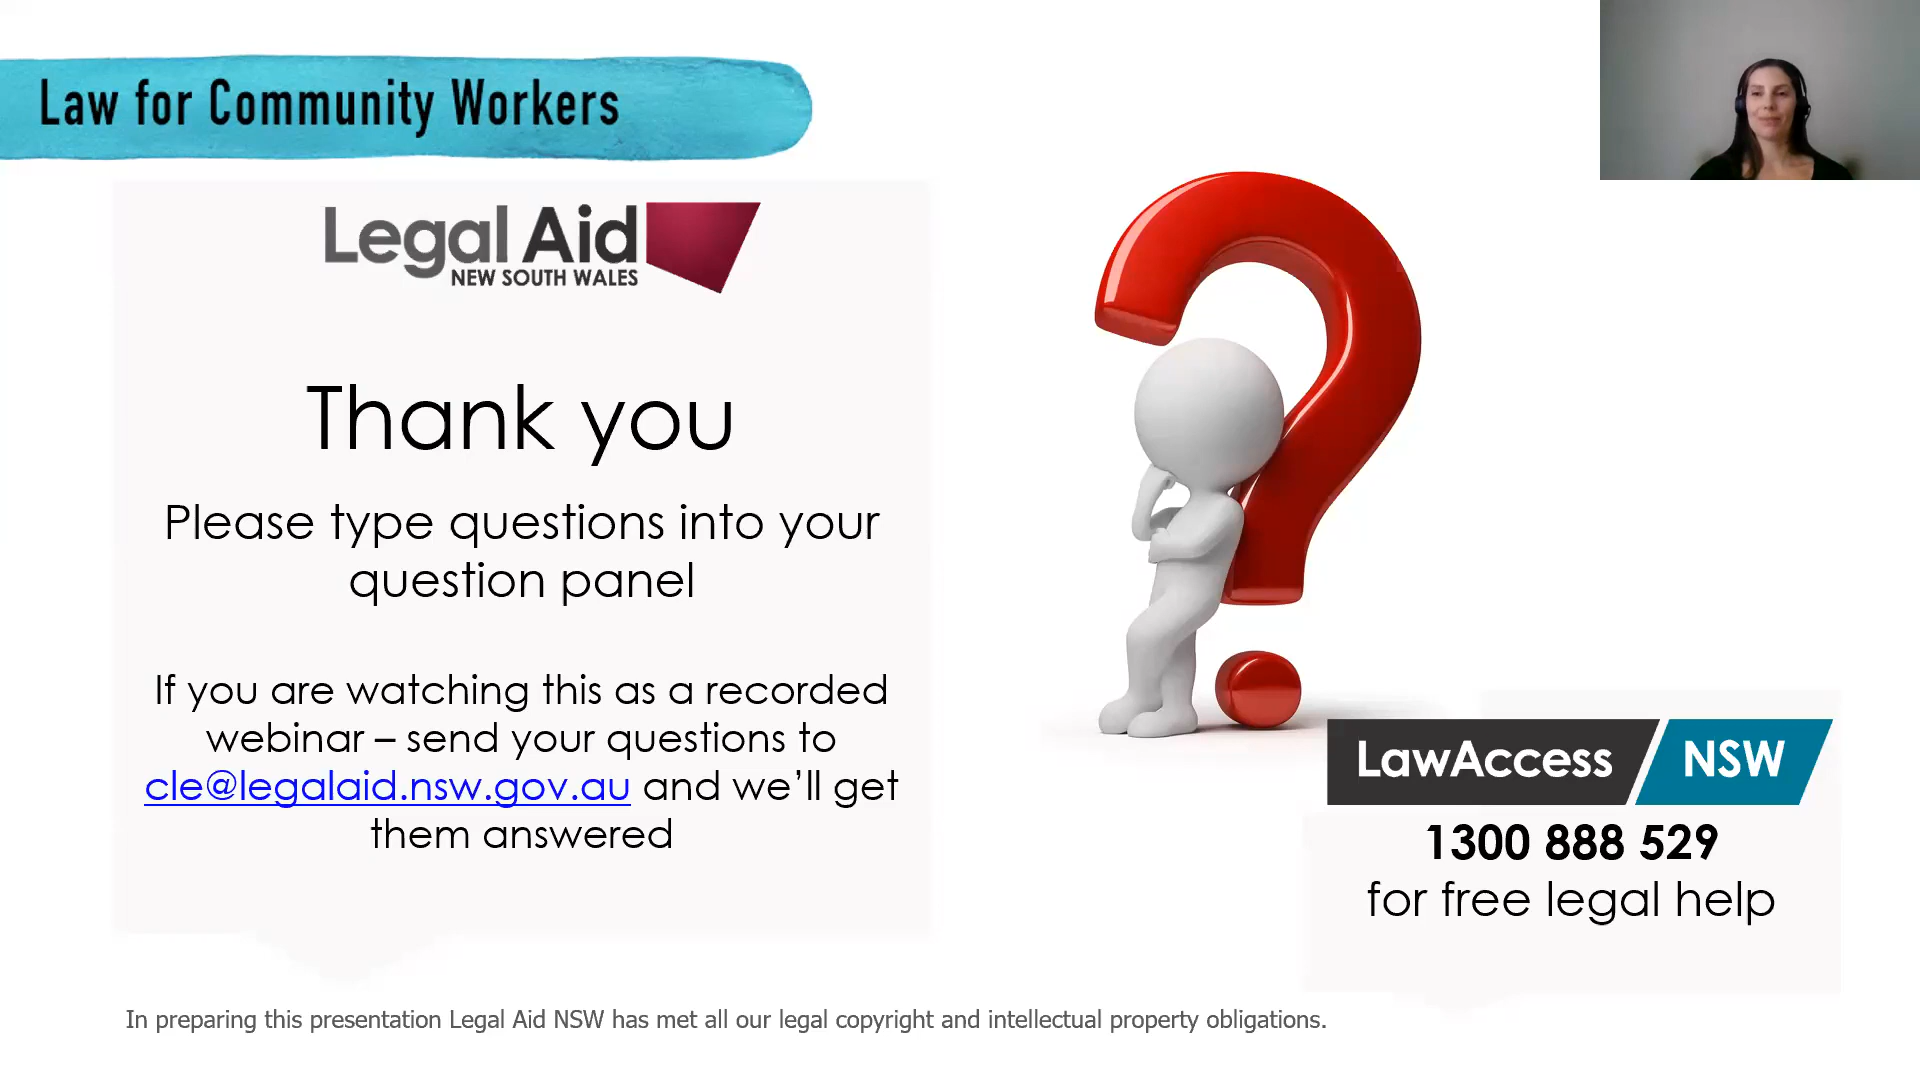 Law for Community Workers
Legal Aid
NEW SOUTH WALES
Thank you
Please type questions into your
question panel
If you are watching this as a recorded
webinar – send your questions to
cle@legalaid.nsw.gov.au and we’ll get
them answered
LawAccess NSW
1300 888 529
for free legal help
In preparing this presentation Legal Aid NSW has met all our legal copyright and intellectual property obligations.